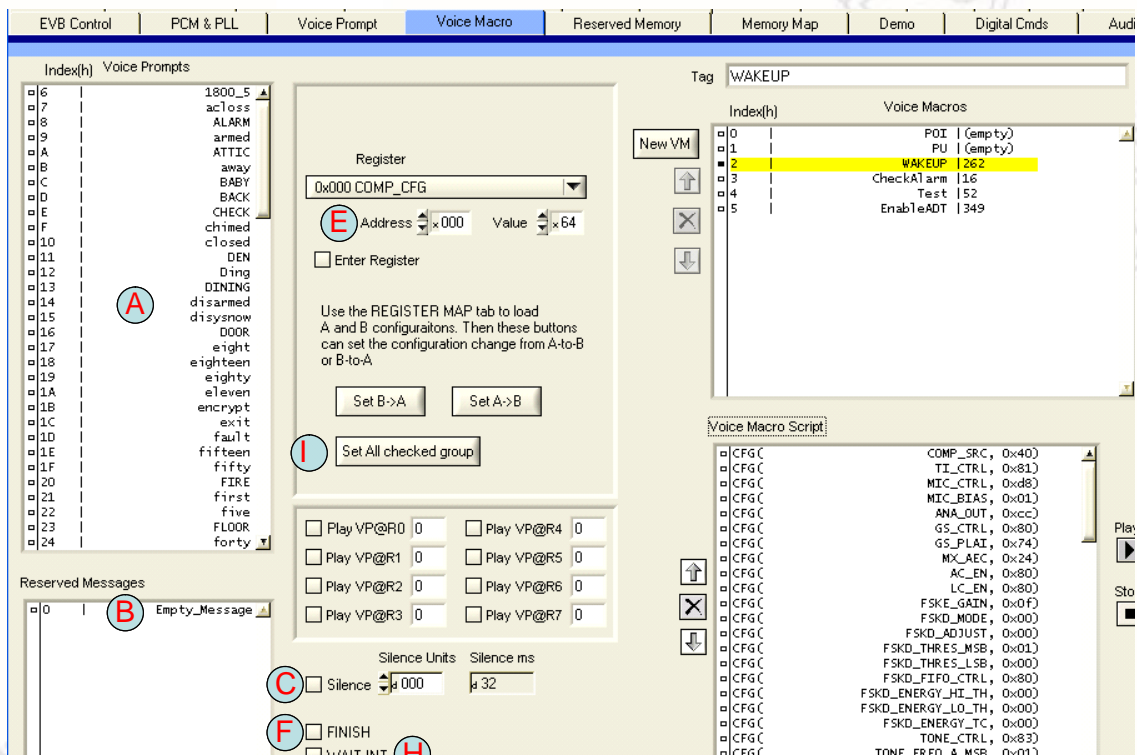 EVB Control PCM & PLL Voice Prompt Voice Macro Reserved Memory Memory Map Demo Digital Cmds Audi
Index(h) Voice Prompts
6 | 1800_5
7 | acloss
8 | ALARM
9 | armed
A | ATTIC
B | away
C | BABY
D | BACK
E | CHECK
F | chimed
10 | closed
11 | DEN
12 | Ding
13 | DINING
14 | disarmed
15 | disysnow
16 | DOOR
17 | eight
18 | eighteen
19 | eighty
1A | eleven
1B | encrypt
1C | exit
1D | fault
1E | fifteen
1F | fifty
20 | FIRE
21 | first
22 | five
23 | FLOOR
24 | forty
A
Reserved Messages
0 | Empty_Message
B
Register
0x000 COMP_CFG
E Address x 000 Value x 64
Enter Register
Use the REGISTER MAP tab to load
A and B configuraitons. Then these buttons
can set the configuration change from A-to-B
or B-to-A
Set B->A Set A->B
I Set All checked group
Play VP@R0 0 Play VP@R4 0
Play VP@R1 0 Play VP@R5 0
Play VP@R2 0 Play VP@R6 0
Play VP@R3 0 Play VP@R7 0
Silence Units Silence ms
C Silence d 000 d 32
F FINISH
WAIT INT H
Tag WAKEUP
Index(h) Voice Macros
New VM
0 | POI |(empty)
1 | PU |(empty)
2 | WAKEUP |262
3 | CheckAlarm |16
4 | Test |52
5 | EnableADT |349
Voice Macro Script
CFG( COMP_SRC, 0x40)
CFG( TI_CTRL, 0x81)
CFG( MIC_CTRL, 0xd8)
CFG( MIC_BIAS, 0x01)
CFG( ANA_OUT, 0xcc)
CFG( GS_CTRL, 0x80)
CFG( GS_PLAI, 0x74)
CFG( MX_AEC, 0x24)
CFG( AC_EN, 0x80)
CFG( LC_EN, 0x80)
CFG( FSKE_GAIN, 0x0f)
CFG( FSKD_MODE, 0x00)
CFG( FSKD_ADJUST, 0x00)
CFG( FSKD_THRES_MSB, 0x01)
CFG( FSKD_THRES_LSB, 0x00)
CFG( FSKD_FIFO_CTRL, 0x80)
CFG( FSKD_ENERGY_HI_TH, 0x00)
CFG( FSKD_ENERGY_LO_TH, 0x00)
CFG( FSKD_ENERGY_TC, 0x00)
CFG( TONE_CTRL, 0x83)
CFG( TONE_FREQ_A_MSB, 0x01)
Play
Sto